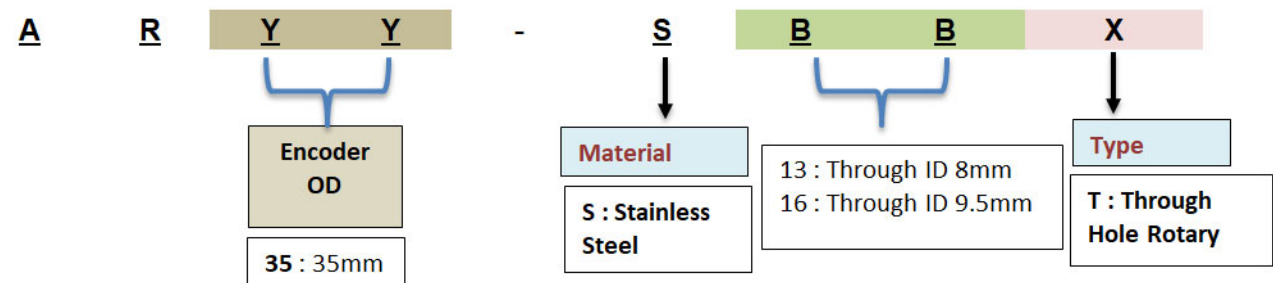 A R Y Y - S B B X
Encoder
OD
35 : 35mm
Material
S : Stainless
Steel
13 : Through ID 8mm
16 : Through ID 9.5mm
Type
T : Through
Hole Rotary